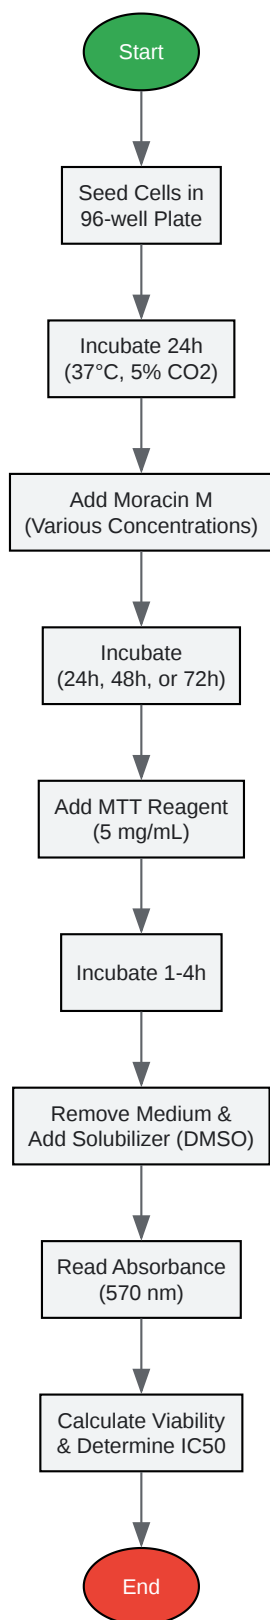 Start
Seed Cells in
96-well Plate
Incubate 24h
(37°C, 5% CO2)
Add Moracin M
(Various Concentrations)
Incubate
(24h, 48h, or 72h)
Add MTT Reagent
(5 mg/mL)
Incubate 1-4h
Remove Medium &
Add Solubilizer (DMSO)
Read Absorbance
(570 nm)
Calculate Viability
& Determine IC50
End